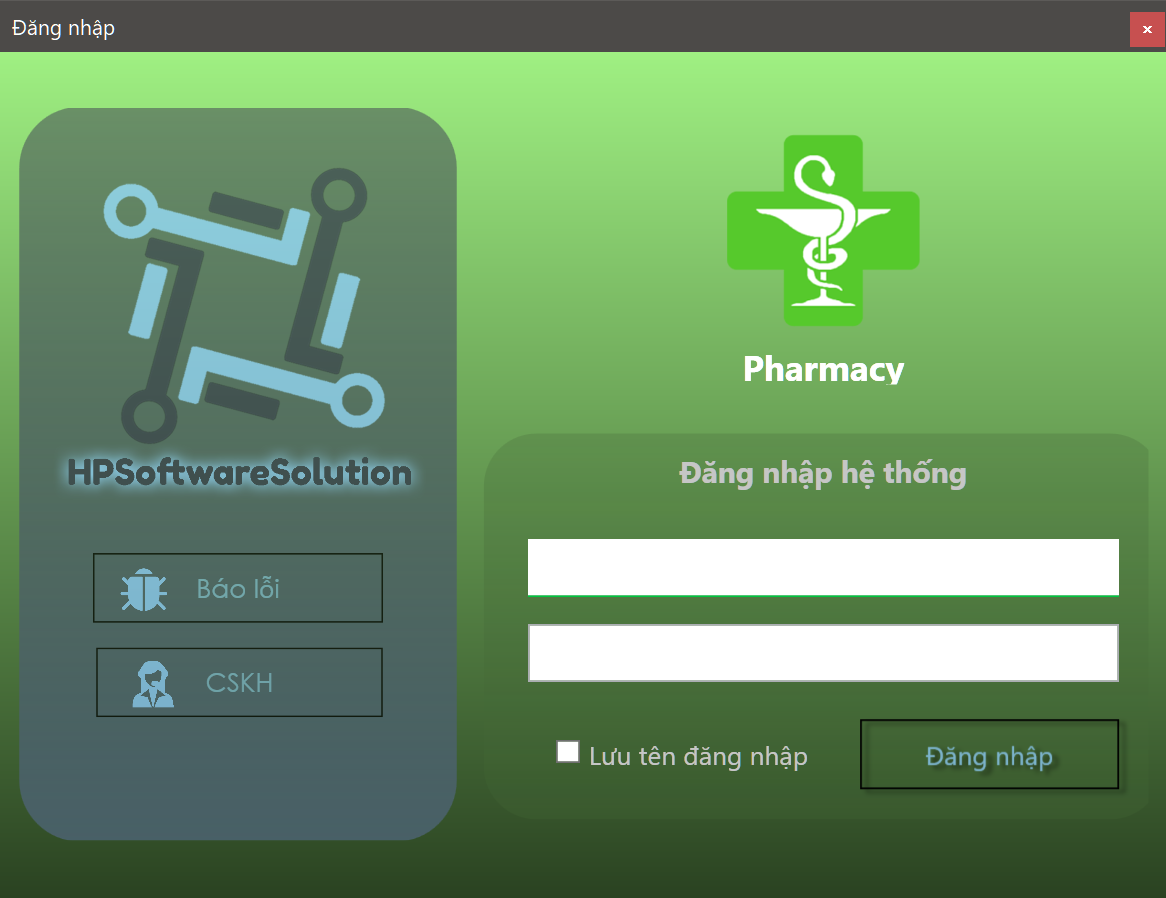 Đăng nhập
x
HPSoftwareSolution
Báo lỗi
CSKH
Pharmacy
Đăng nhập hệ thống
Lưu tên đăng nhập
Đăng nhập